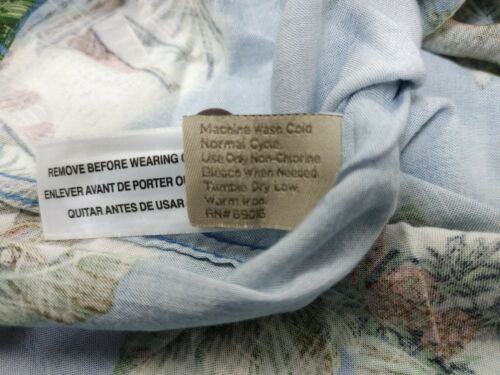 REMOVE BEFORE WEARING
ENLEVER AVANT DE PORTER
QUITAR ANTES DE USAR
Machine Wash Cold
Normal Cycle.
Use Only Non-Chlorine
Bleach When Needed.
Tumble Dry Low.
Warm Iron.
RN# 69016